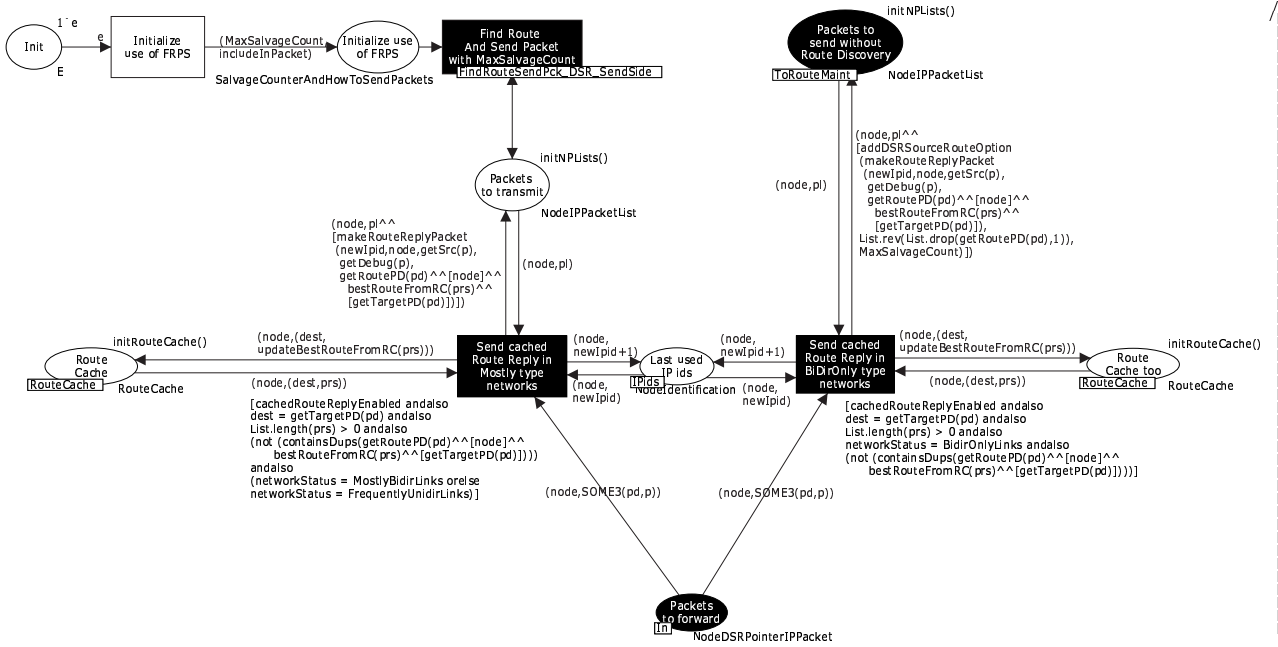 1`e
Init
E
e
Initialize
use of FRPS
(MaxSalvageCount,
includeInPacket)
Initialize use
of FRPS
SalvageCounterAndHowToSendPackets
Find Route
And Send Packet
with MaxSalvageCount
FindRouteSendPck_DSR_SendSide
initNPLists()
Packets to
send without
Route Discovery
ToRouteMaint
NodeIPPacketList
initNPLists()
Packets
to transmit
NodeIPPacketList
(node,pl^^
[makeRouteReplyPacket
(newIpid,node,getSrc(p),
getDebug(p),
getRoutePD(pd)^^[node]^^
bestRouteFromRC(prs)^^
[getTargetPD(pd)])])
(node,pl)
(node,pl)
(node,pl^^
[addDSRSourceRouteOption
(makeRouteReplyPacket
(newIpid,node,getSrc(p),
getDebug(p),
getRoutePD(pd)^^[node]^^
bestRouteFromRC(prs)^^
[getTargetPD(pd)]),
List.rev(List.drop(getRoutePD(pd),1)),
MaxSalvageCount)])
initRouteCache()
Route
Cache
RouteCache
RouteCache
(node,(dest,
updateBestRouteFromRC(prs)))
(node,(dest,prs))
Send cached
Route Reply in
Mostly type
networks
(node,
newIpid+1)
(node,
newIpid)
Last used
IP ids
IPids
NodeIdentification
(node,
newIpid+1)
(node,
newIpid)
Send cached
Route Reply in
BiDirOnly type
networks
(node,(dest,
updateBestRouteFromRC(prs)))
(node,(dest,prs))
initRouteCache()
Route
Cache too
RouteCache
RouteCache
[cachedRouteReplyEnabled andalso
dest = getTargetPD(pd) andalso
List.length(prs) > 0 andalso
(not (containsDups(getRoutePD(pd)^^[node]^^
bestRouteFromRC(prs)^^[getTargetPD(pd)])))
andalso
(networkStatus = MostlyBidirLinks orelse
networkStatus = FrequentlyUnidirLinks)]
[cachedRouteReplyEnabled andalso
dest = getTargetPD(pd) andalso
List.length(prs) > 0 andalso
networkStatus = BidirOnlyLinks andalso
(not (containsDups(getRoutePD(pd)^^[node]^^
bestRouteFromRC(prs)^^[getTargetPD(pd)])))]
(node,SOME3(pd,p))
(node,SOME3(pd,p))
Packets
to forward
In
NodeDSRPointerIPPacket